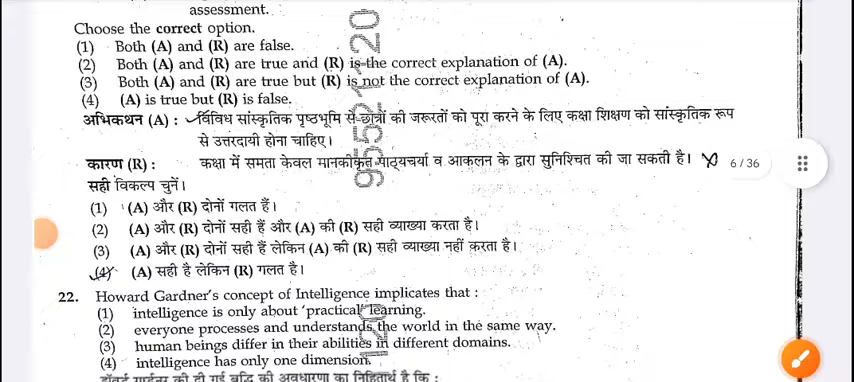 assessment.
Choose the correct option.
(1) Both (A) and (R) are false.
(2) Both (A) and (R) are true and (R) is the correct explanation of (A).
(3) Both (A) and (R) are true but (R) is not the correct explanation of (A).
(4) (A) is true but (R) is false.
अभिकथन (A) : विविध सांस्कृतिक पृष्ठभूमि से छात्रों की जरूरतों को पूरा करने के लिए कक्षा शिक्षण को सांस्कृतिक रूप
से उत्तरदायी होना चाहिए।
कारण (R) : कक्षा में समता केवल मानकीकृत पाठ्यचर्या व आकलन के द्वारा सुनिश्चित की जा सकती है। 6/36
सही विकल्प चुनें।
(1) (A) और (R) दोनों गलत हैं।
(2) (A) और (R) दोनों सही हैं और (A) की (R) सही व्याख्या करता है।
(3) (A) और (R) दोनों सही हैं लेकिन (A) की (R) सही व्याख्या नहीं करता है।
(4) (A) सही है लेकिन (R) गलत है।
22. Howard Gardner's concept of Intelligence implicates that :
(1) intelligence is only about 'practical' learning.
(2) everyone processes and understands the world in the same way.
(3) human beings differ in their abilities in different domains.
(4) intelligence has only one dimension.
हॉवर्ड गार्डनर की दी गई बुद्धि की अवधारणा का निहितार्थ है कि :